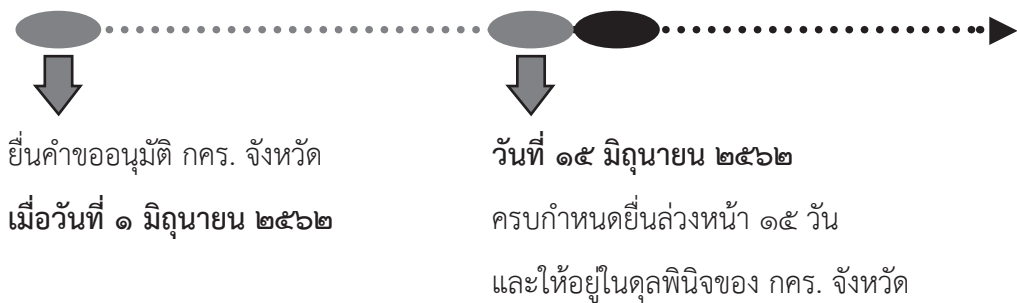 ยื่นคำขออนุมัติ กคร. จังหวัด
เมื่อวันที่ ๑ มิถุนายน ๒๕๖๒
วันที่ ๑๕ มิถุนายน ๒๕๖๒
ครบกำหนดยื่นล่วงหน้า ๑๕ วัน
และให้อยู่ในดุลพินิจของ กคร. จังหวัด